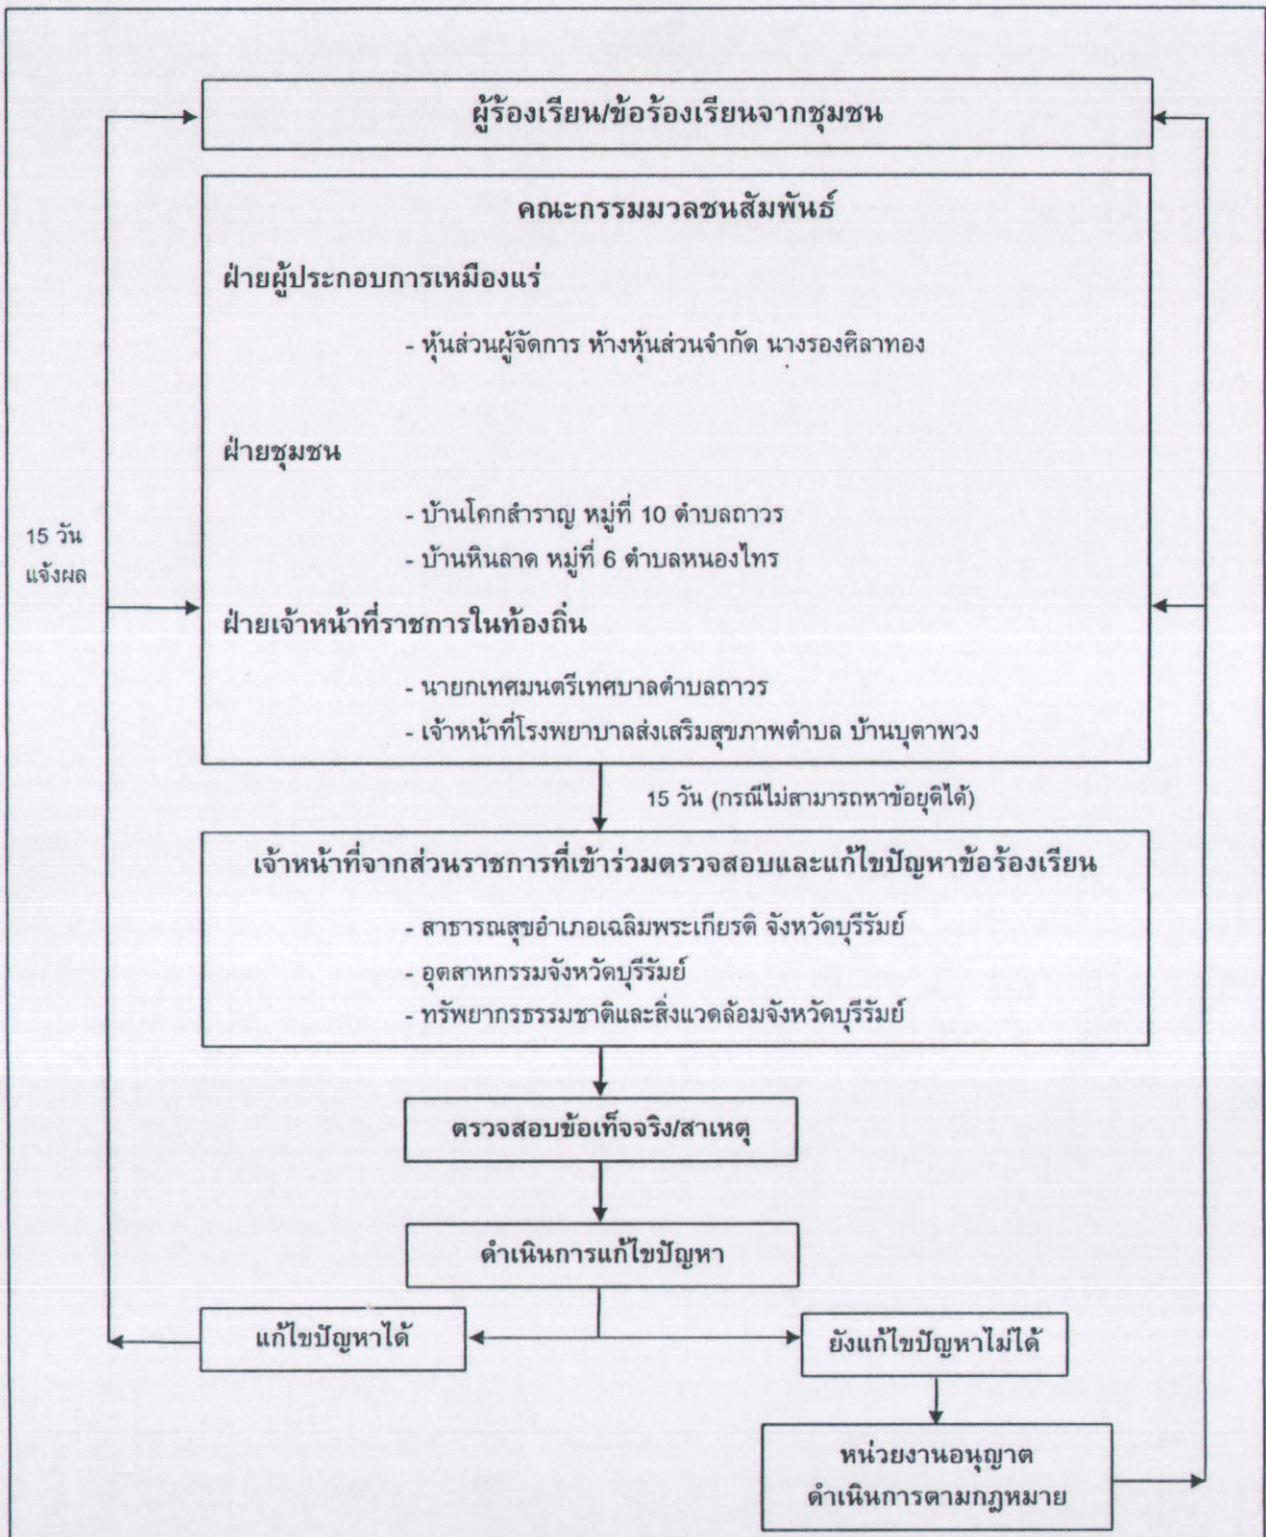 ผู้ร้องเรียน/ข้อร้องเรียนจากชุมชน
คณะกรรมมวลชนสัมพันธ์
ฝ่ายผู้ประกอบการเหมืองแร่
- หุ้นส่วนผู้จัดการ ห้างหุ้นส่วนจำกัด นางรองศิลาทอง
ฝ่ายชุมชน
- บ้านโคกสำราญ หมู่ที่ 10 ตำบลถาวร
- บ้านหินลาด หมู่ที่ 6 ตำบลหนองไทร
15 วัน
แจ้งผล
ฝ่ายเจ้าหน้าที่ราชการในท้องถิ่น
- นายกเทศมนตรีเทศบาลตำบลถาวร
- เจ้าหน้าที่โรงพยาบาลส่งเสริมสุขภาพตำบล บ้านบุตาพวง
15 วัน (กรณีไม่สามารถหาข้อยุติได้)
เจ้าหน้าที่จากส่วนราชการที่เข้าร่วมตรวจสอบและแก้ไขปัญหาข้อร้องเรียน
- สาธารณสุขอำเภอเฉลิมพระเกียรติ จังหวัดบุรีรัมย์
- อุตสาหกรรมจังหวัดบุรีรัมย์
- ทรัพยากรธรรมชาติและสิ่งแวดล้อมจังหวัดบุรีรัมย์
ตรวจสอบข้อเท็จจริง/สาเหตุ
ดำเนินการแก้ไขปัญหา
แก้ไขปัญหาได้
ยังแก้ไขปัญหาไม่ได้
หน่วยงานอนุญาต
ดำเนินการตามกฎหมาย